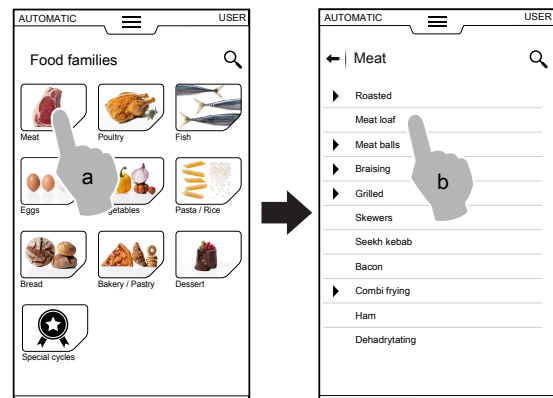 AUTOMATIC USER
Food families
Meat Poultry Fish
a
Eggs getables Pasta / Rice
Bread Bakery / Pastry Dessert
Special cycles
AUTOMATIC USER
Meat
Roasted
Meat loaf
Meat balls
Braising
b
Grilled
Skewers
Seekh kebab
Bacon
Combi frying
Ham
Dehadrytating